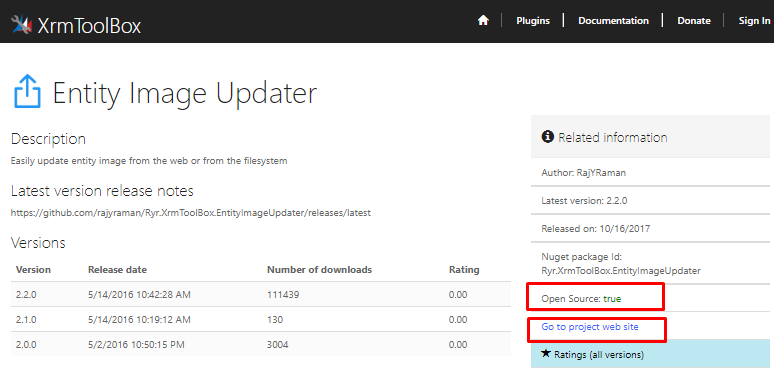 XrmToolBox
Plugins
Documentation
Donate
Sign In
Entity Image Updater
Description
Easily update entity image from the web or from the filesystem
Latest version release notes
https://github.com/rajyraman/Ryr.XrmToolBox.EntityImageUpdater/releases/latest
Versions
Version Release date Number of downloads Rating
2.2.0 5/14/2016 10:42:28 AM 111439 0.00
2.1.0 5/14/2016 10:19:12 AM 130 0.00
2.0.0 5/2/2016 10:50:15 PM 3004 0.00
Related information
Author: RajYRaman
Latest version: 2.2.0
Released on: 10/16/2017
Nuget package Id:
Ryr.XrmToolBox.EntityImageUpdater
Open Source: true
Go to project web site
Ratings (all versions)